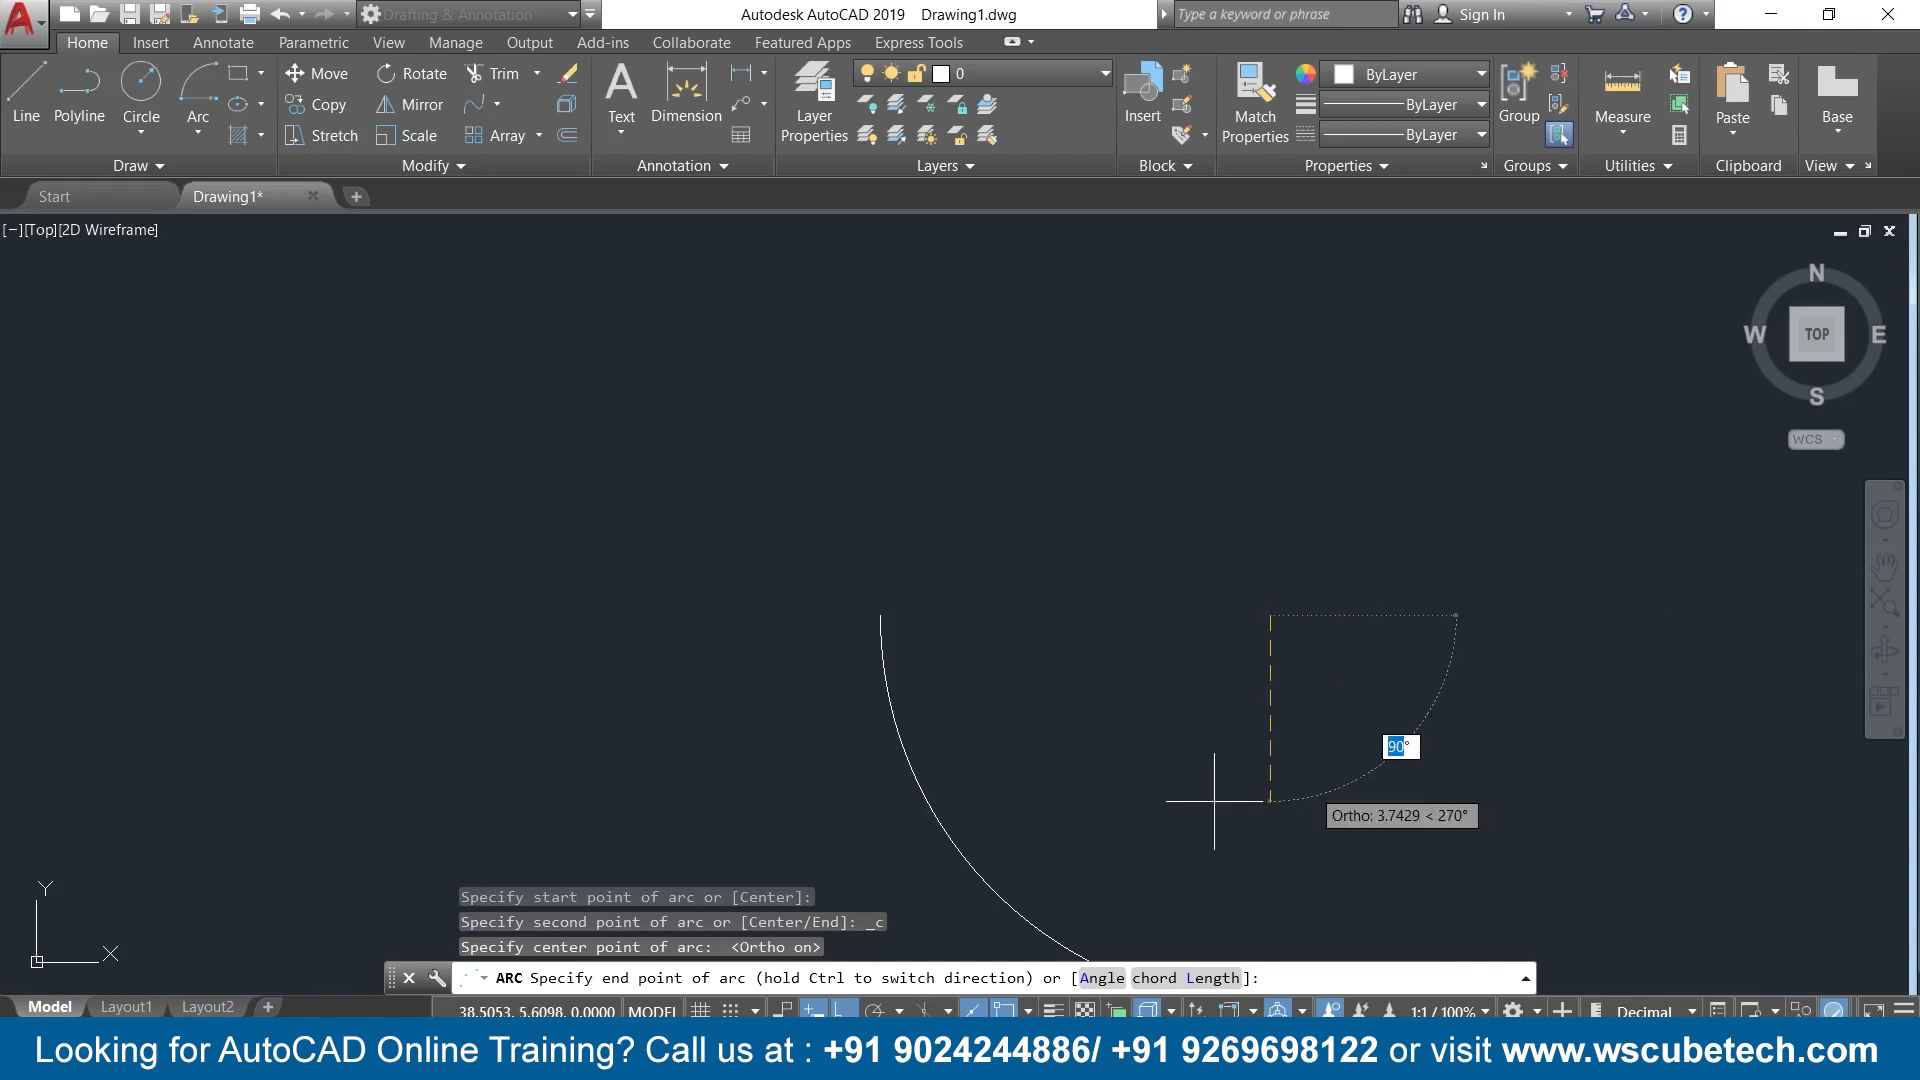 Drafting & Annotation
Autodesk AutoCAD 2019 Drawing1.dwg
Type a keyword or phrase
Sign In
Home Insert Annotate Parametric View Manage Output Add-ins Collaborate Featured Apps Express Tools
Line
Polyline
Circle
Arc
Draw
Move
Rotate
Trim
Copy
Mirror
Stretch
Scale
Array
Modify
Text
Dimension
Annotation
Layer
Properties
0
Layers
Insert
Block
Match
Properties
ByLayer
ByLayer
ByLayer
Properties
Group
Groups
Measure
Utilities
Paste
Clipboard
Base
View
Start
Drawing1*
[−][Top][2D Wireframe]
N
W
TOP
E
S
WCS
90°
Ortho: 3.7429 < 270°
Y
X
Specify start point of arc or [Center]:
Specify second point of arc or [Center/End]: _c
Specify center point of arc:  <Ortho on>
ARC Specify end point of arc (hold Ctrl to switch direction) or [Angle chord Length]:
Model Layout1 Layout2
38.5053, 5.6098, 0.0000 MODEL
1:1 / 100%
Decimal
Looking for AutoCAD Online Training? Call us at : +91 9024244886/ +91 9269698122 or visit www.wscubetech.com